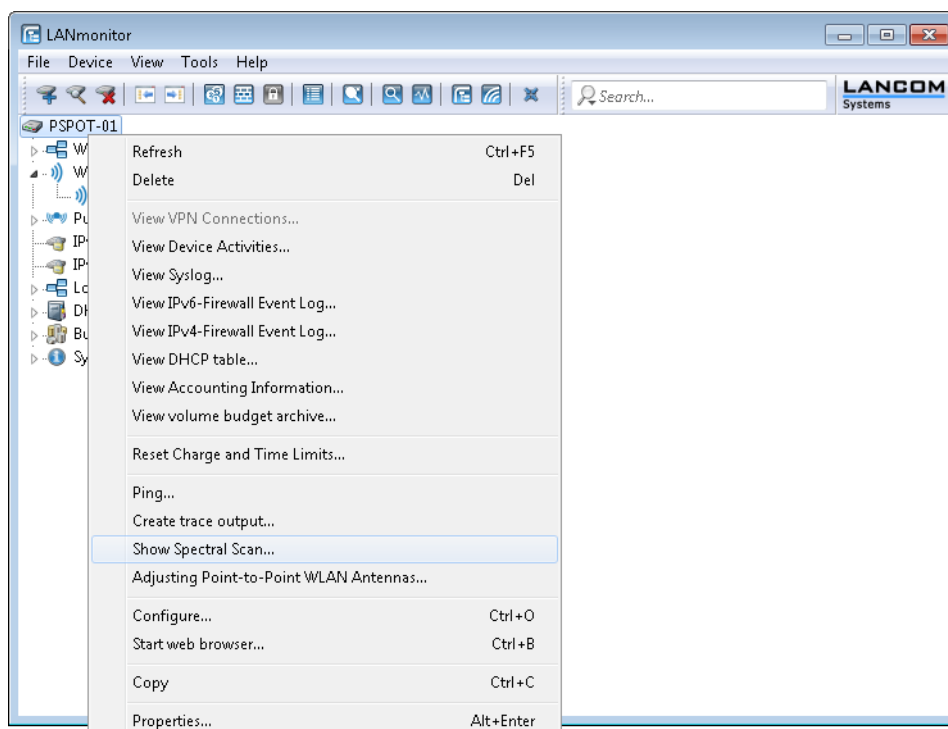 LANmonitor
File Device View Tools Help
Search...
LANCOM
Systems
PSPOT-01
Refresh Ctrl+F5
Delete Del
View VPN Connections...
View Device Activities...
View Syslog...
View IPv6-Firewall Event Log...
View IPv4-Firewall Event Log...
View DHCP table...
View Accounting Information...
View volume budget archive...
Reset Charge and Time Limits...
Ping...
Create trace output...
Show Spectral Scan...
Adjusting Point-to-Point WLAN Antennas...
Configure... Ctrl+O
Start web browser... Ctrl+B
Copy Ctrl+C
Properties... Alt+Enter